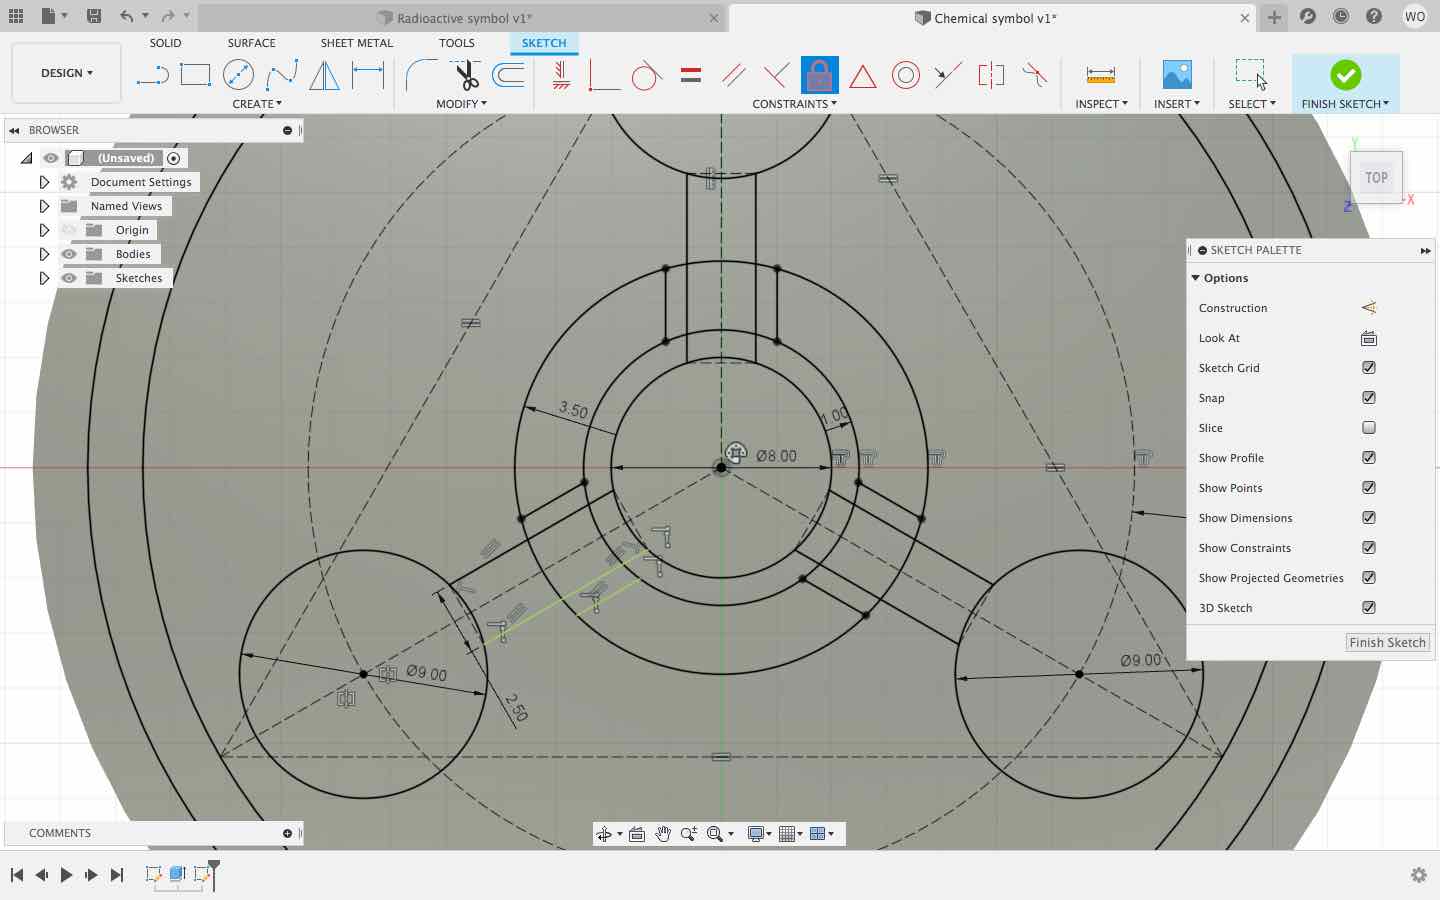 Radioactive symbol v1*
Chemical symbol v1*
WO
SOLID
SURFACE
SHEET METAL
TOOLS
SKETCH
DESIGN
CREATE
MODIFY
CONSTRAINTS
INSPECT
INSERT
SELECT
FINISH SKETCH
BROWSER
(Unsaved)
Document Settings
Named Views
Origin
Bodies
Sketches
Y
TOP
Z
X
SKETCH PALETTE
Options
Construction
Look At
Sketch Grid
Snap
Slice
Show Profile
Show Points
Show Dimensions
Show Constraints
Show Projected Geometries
3D Sketch
Finish Sketch
3.50
1.00
Ø8.00
Ø9.00
2.50
Ø9.00
COMMENTS
WO